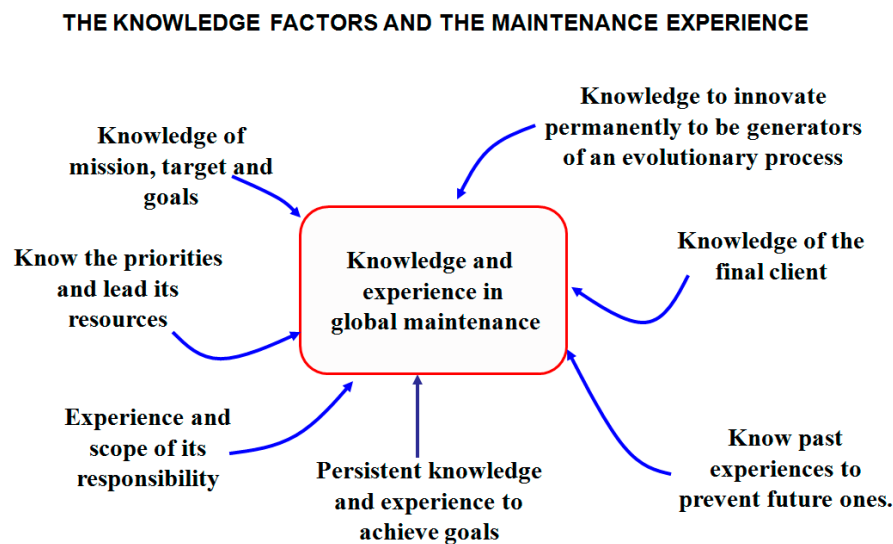 THE KNOWLEDGE FACTORS AND THE MAINTENANCE EXPERIENCE
Knowledge to innovate
permanently to be generators
of an evolutionary process
Knowledge of
mission, target and
goals
Knowledge and
experience in
global maintenance
Knowledge of the
final client
Know the priorities
and lead its
resources
Experience and
scope of its
responsibility
Persistent knowledge
and experience to
achieve goals
Know past
experiences to
prevent future ones.